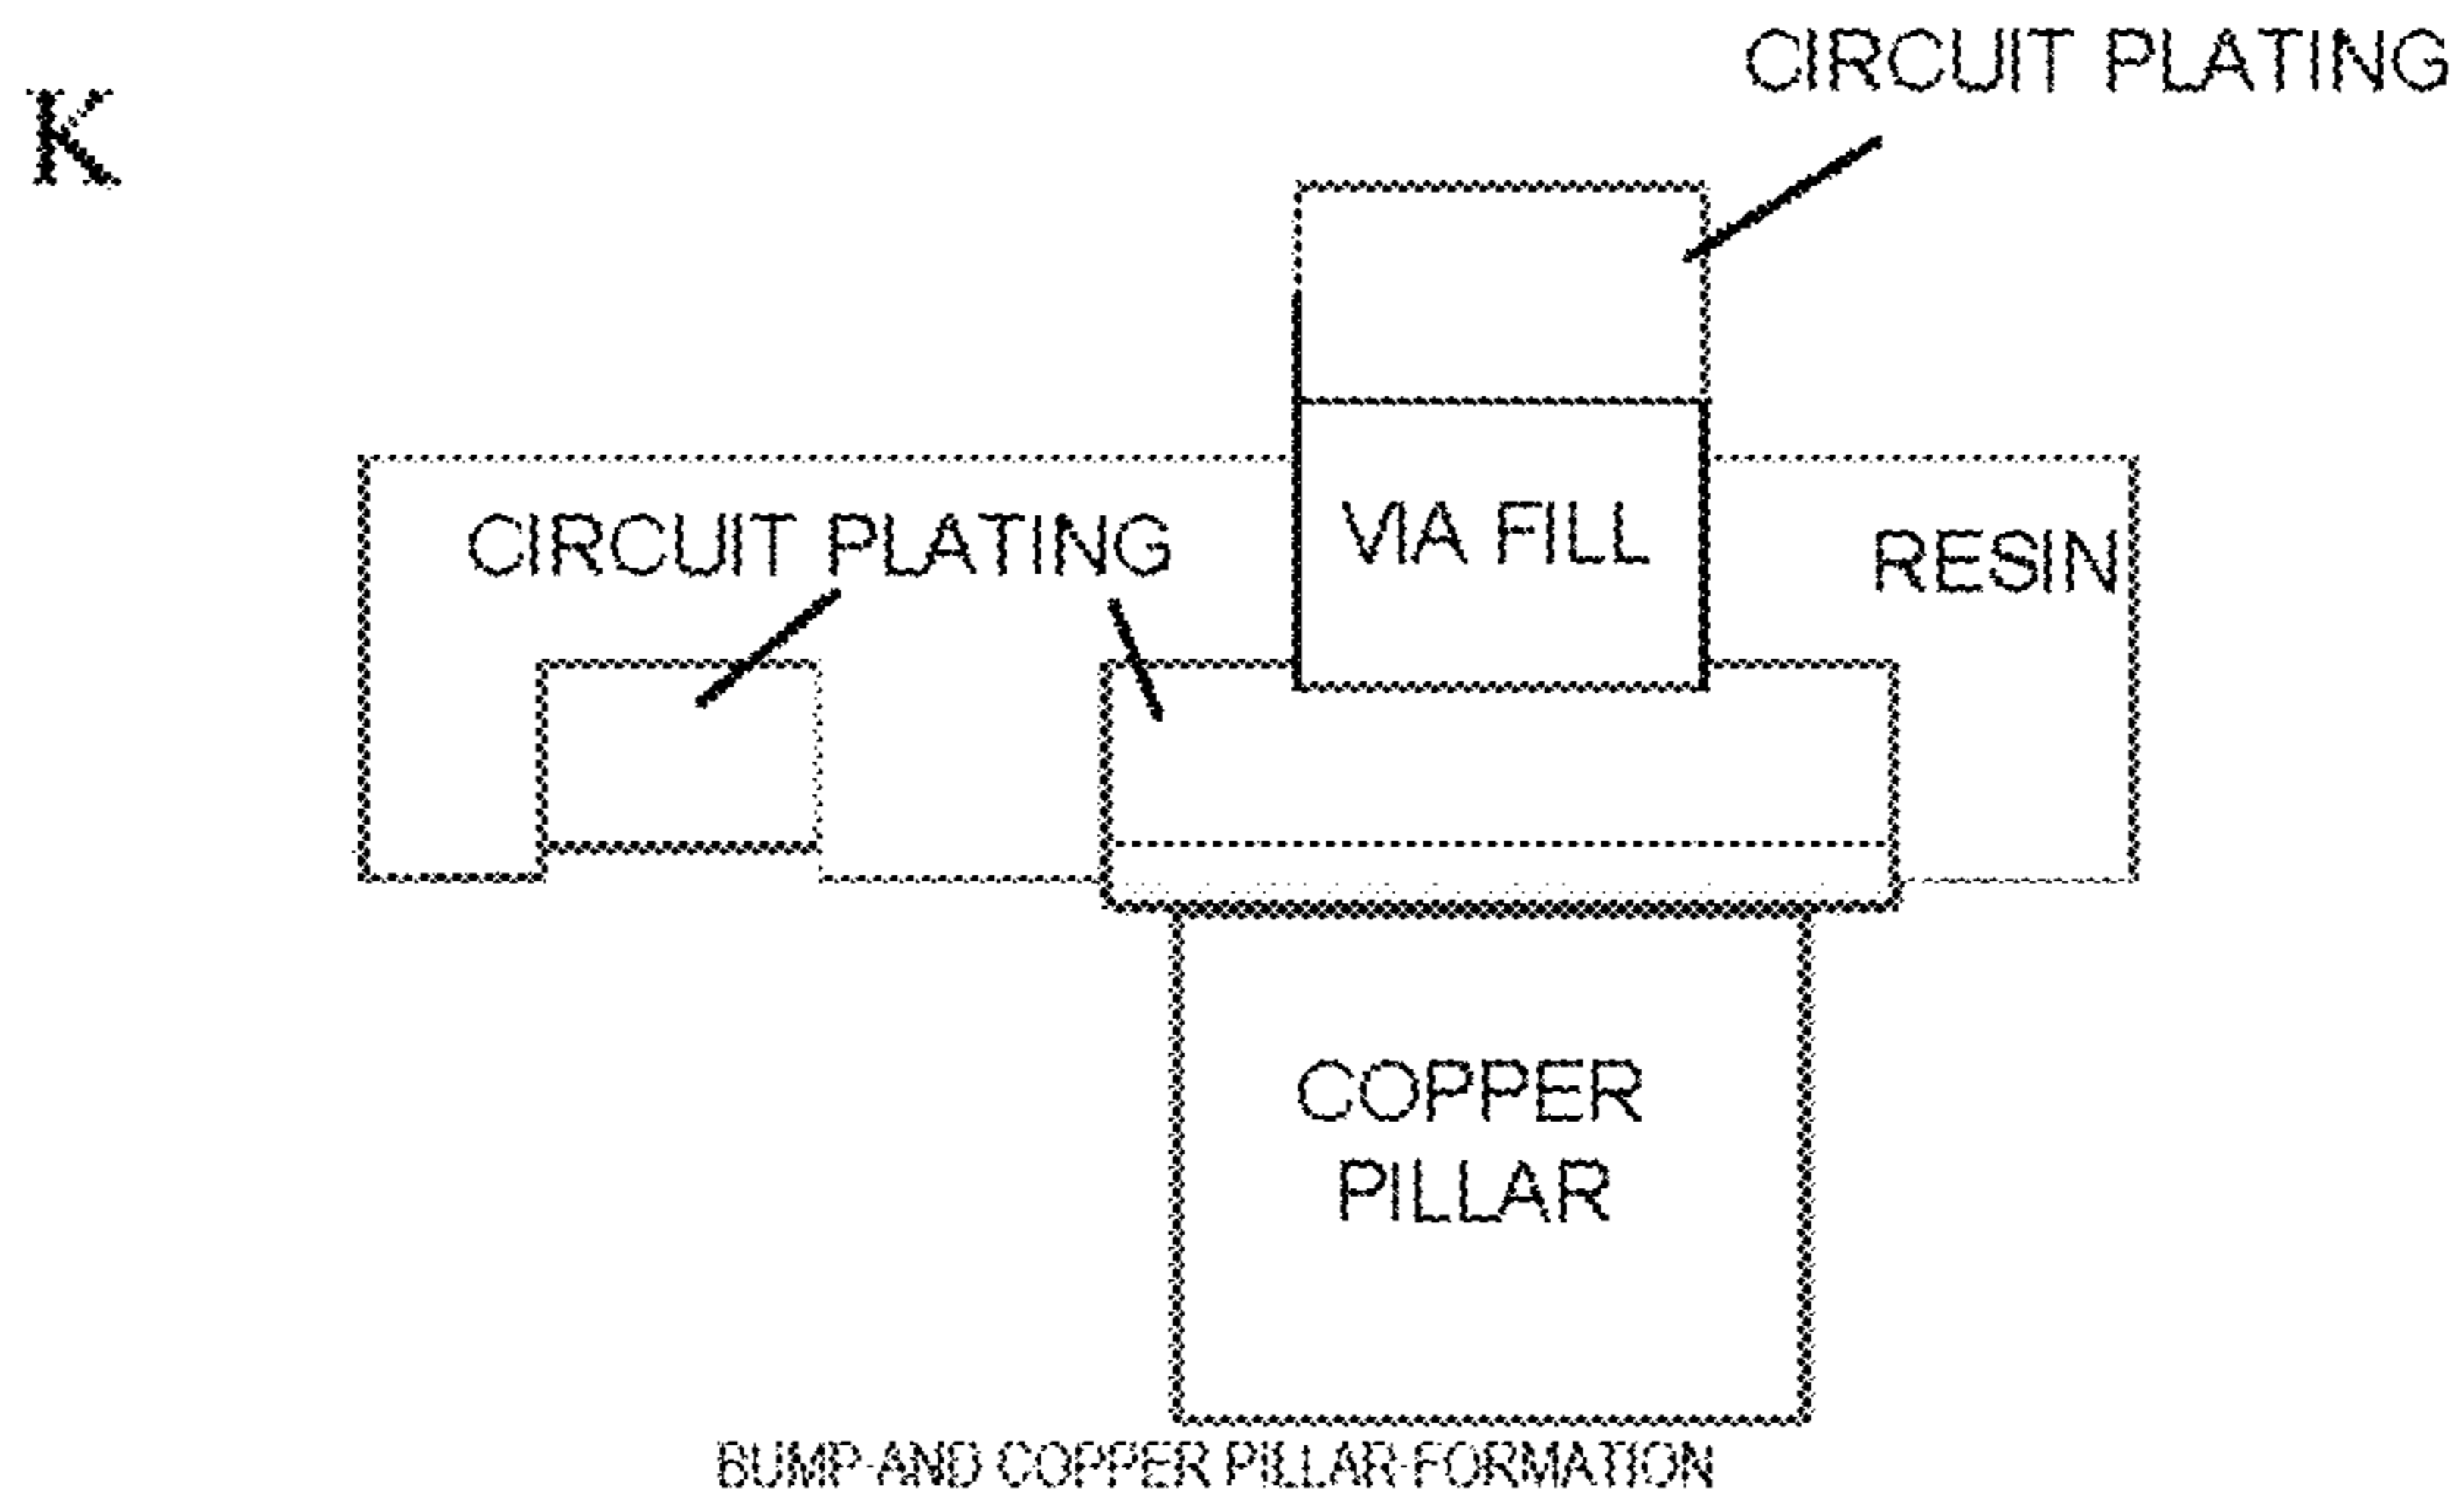 CIRCUIT PLATING
K
CIRCUIT PLATING
VIA FILL
RESIN
COPPER
PILLAR
BUMP AND COPPER PILLAR FORMATION